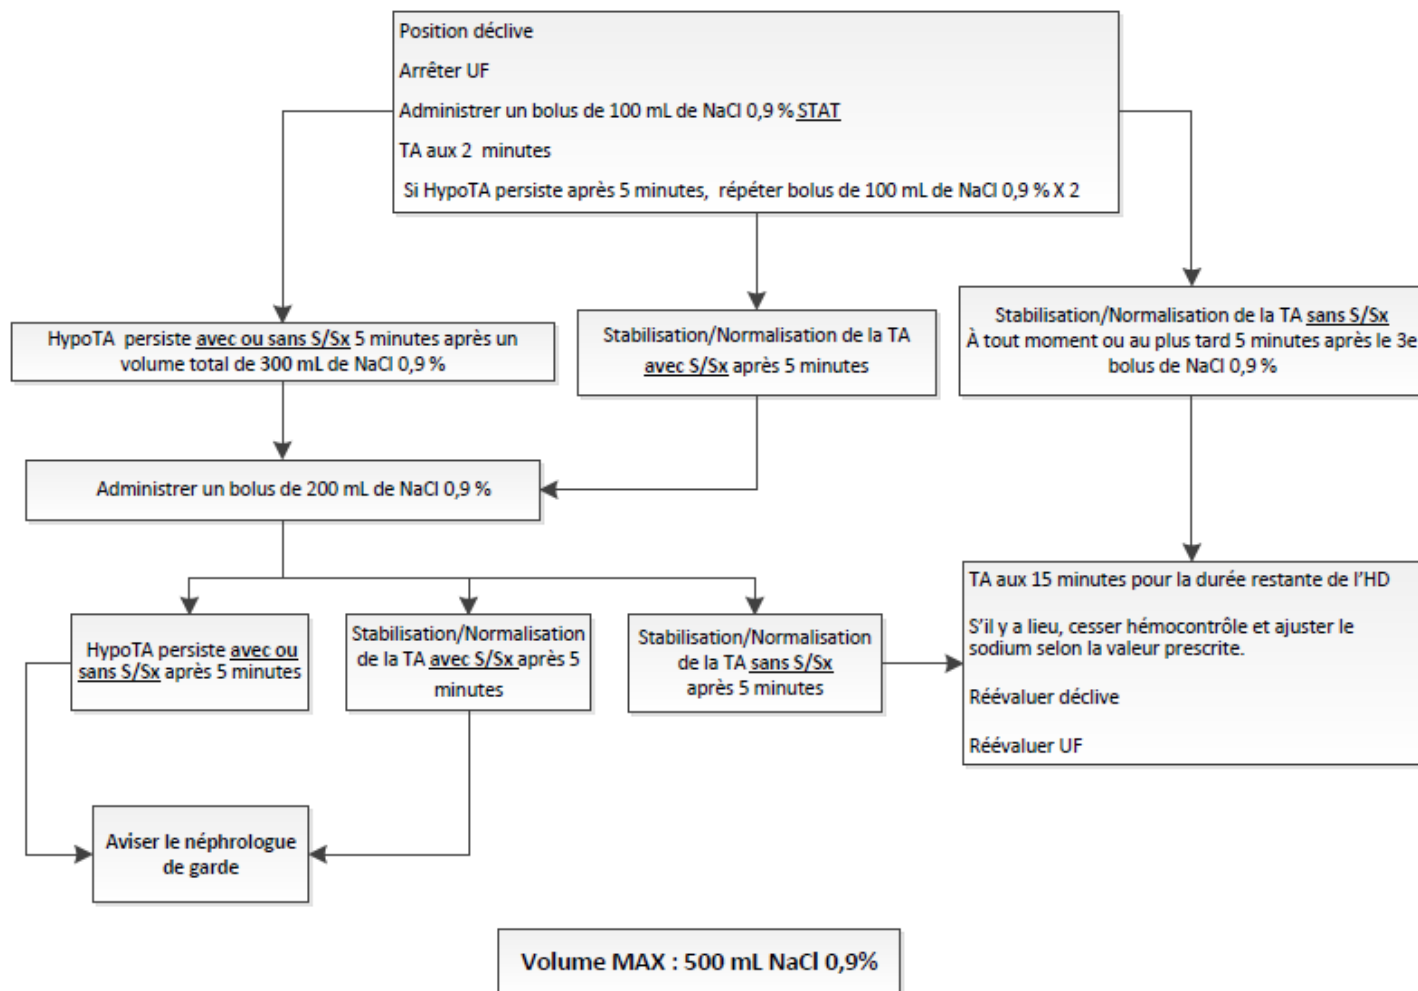 Position déclive
Arrêter UF
Administrer un bolus de 100 mL de NaCl 0,9 % STAT
TA aux 2 minutes
Si HypoTA persiste après 5 minutes, répéter bolus de 100 mL de NaCl 0,9 % X 2
HypoTA persiste avec ou sans S/Sx 5 minutes après un
volume total de 300 mL de NaCl 0,9 %
Stabilisation/Normalisation de la TA
avec S/Sx après 5 minutes
Stabilisation/Normalisation de la TA sans S/Sx
À tout moment ou au plus tard 5 minutes après le 3e
bolus de NaCl 0,9 %
Administrer un bolus de 200 mL de NaCl 0,9 %
HypoTA persiste avec ou
sans S/Sx après 5 minutes
Stabilisation/Normalisation
de la TA avec S/Sx après 5
minutes
Stabilisation/Normalisation
de la TA sans S/Sx
après 5 minutes
TA aux 15 minutes pour la durée restante de l'HD
S'il y a lieu, cesser hémocontrôle et ajuster le
sodium selon la valeur prescrite.
Réévaluer déclive
Réévaluer UF
Aviser le néphrologue
de garde
Volume MAX : 500 mL NaCl 0,9%